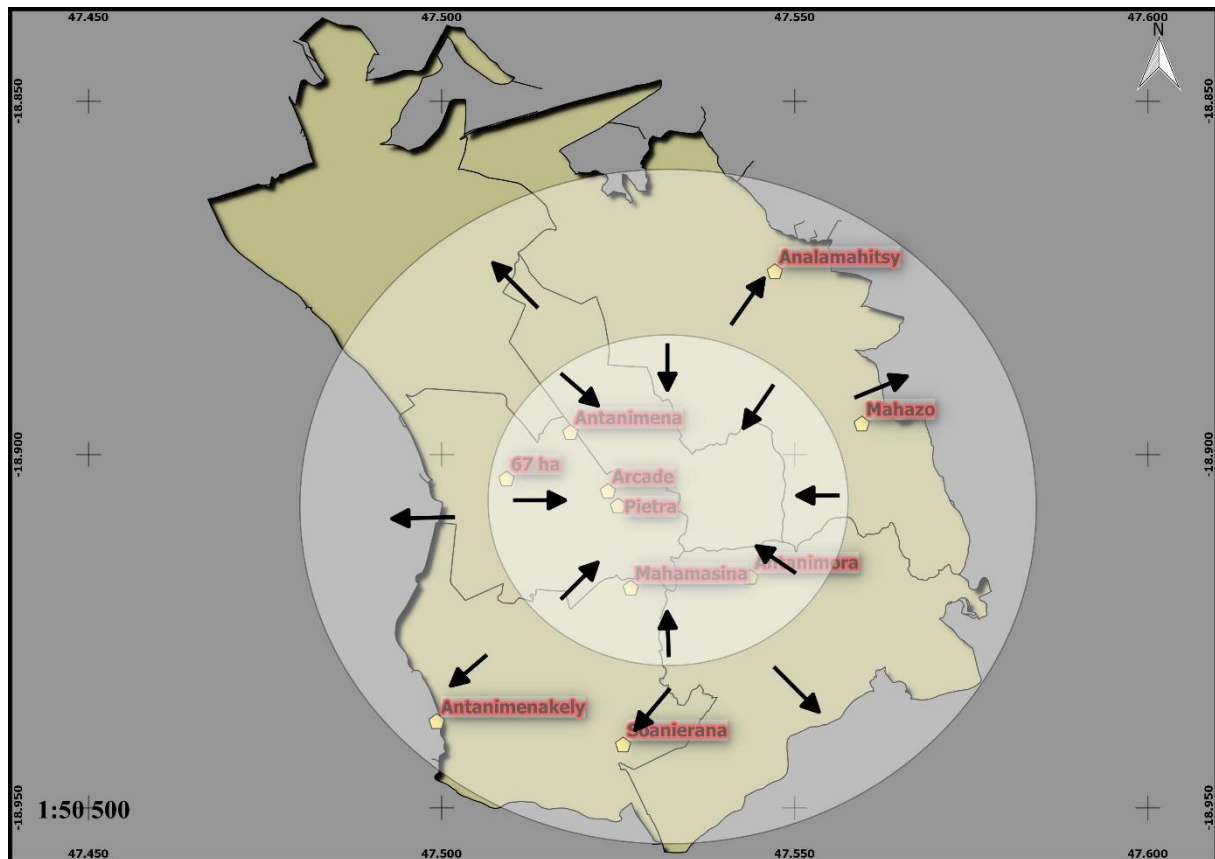 47.450
47.500
47.550
47.600
N
-18.850
-18.850
Analamahitsy
Mahazo
Antanimena
-18.900
-18.900
67 ha
Arcade
Pietra
Mahamasina
Antanimora
Antanimenakely
Soanierana
1:50 500
-18.950
-18.950
47.450
47.500
47.550
47.600